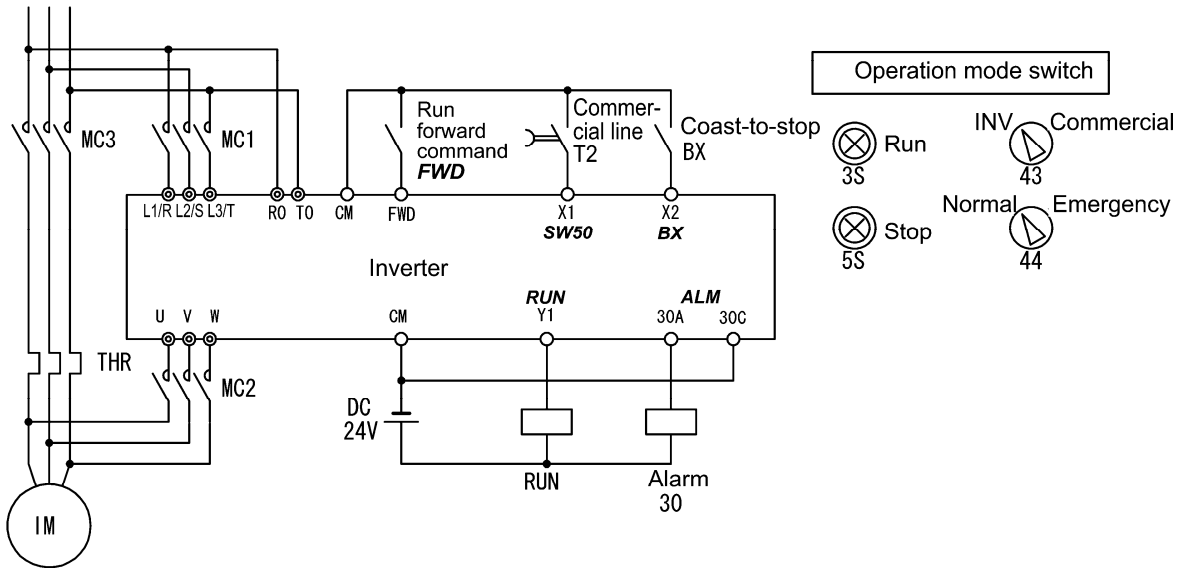 Operation mode switch
MC3
MC1
Run
forward
command
FWD
Commer-
cial line
T2
Coast-to-stop
BX
Run
3S
INV
Commercial
43
Stop
5S
Normal
Emergency
44
L1/R L2/S L3/T R0 T0 CM FWD X1 X2
SW50 BX
Inverter
RUN ALM
U V W CM Y1 30A 30C
THR
MC2
DC
24V
RUN
Alarm
30
IM